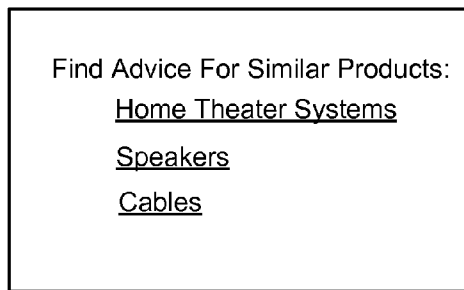 Find Advice For Similar Products:
Home Theater Systems
Speakers
Cables